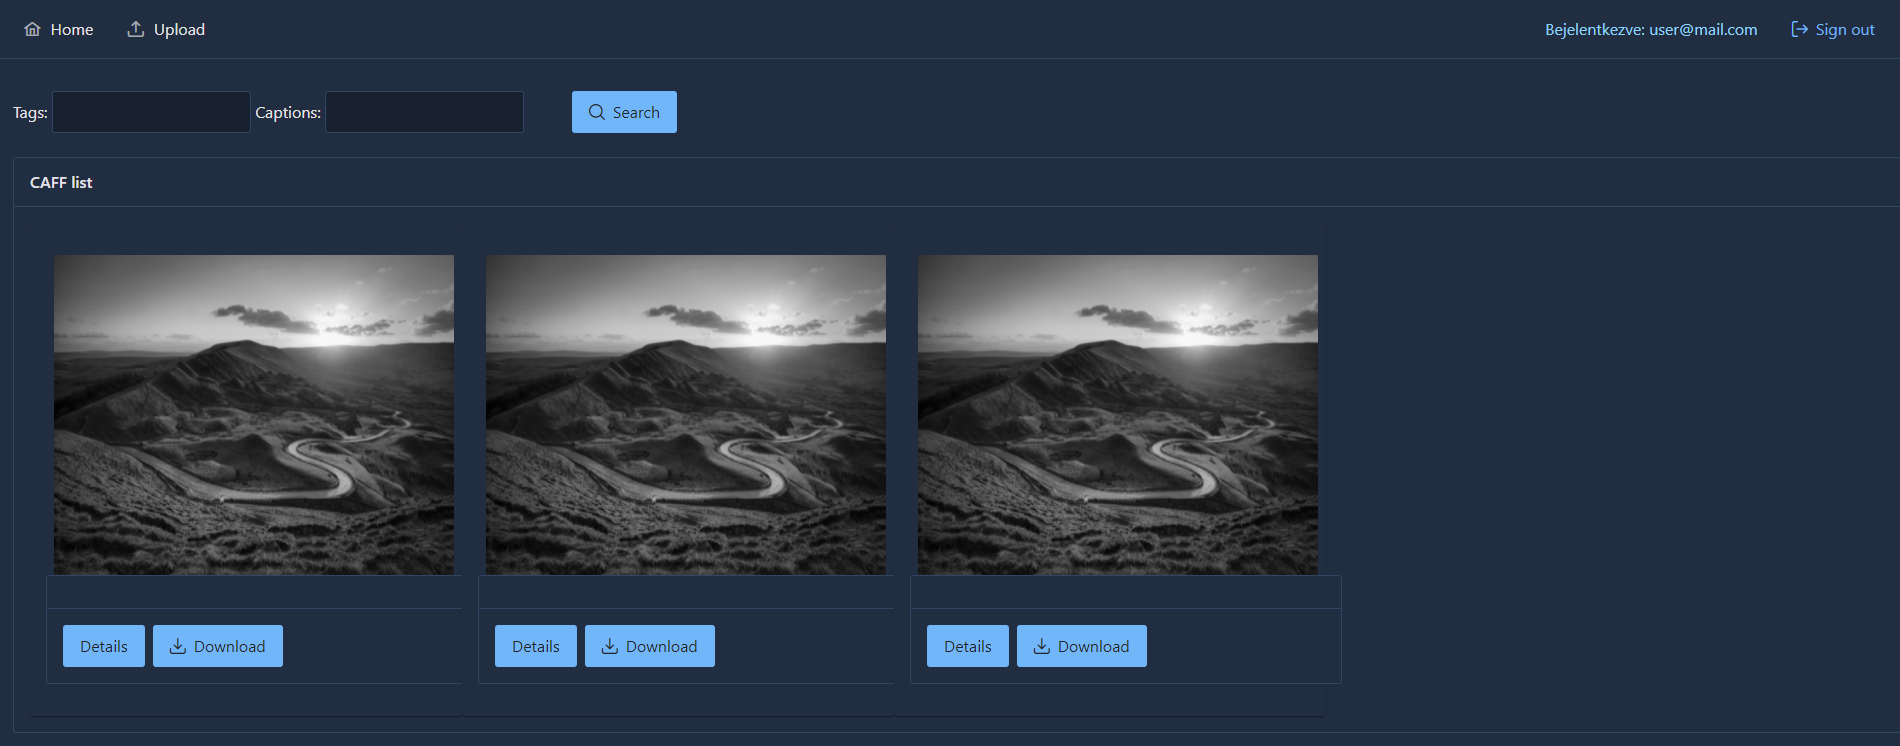 Home Upload Bejelentkezve: user@mail.com Sign out
Tags: Captions: Search
CAFF list
Details Download Details Download Details Download